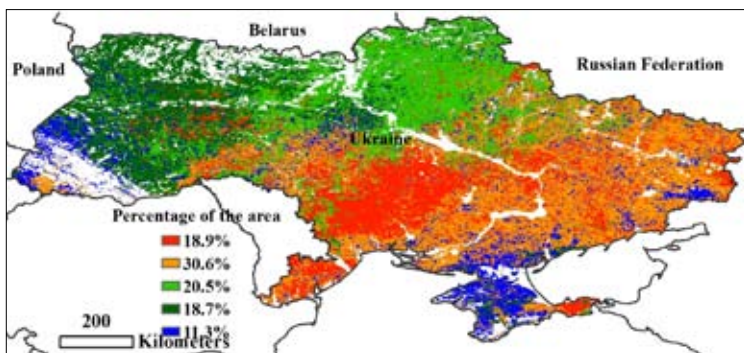 Belarus
Poland
Russian Federation
Ukraine
Percentage of the area
18.9%
30.6%
20.5%
18.7%
11.3%
200
Kilometers